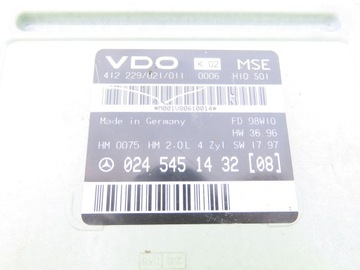 VDO K 02 MSE
412 229/021/011 0006 H10 S01
*M001V80610014*
Made in Germany FD 98W10
HW 36 96
HM 0075 HM 2.0L 4 Zyl SW 17 97
024 545 14 32 [08]